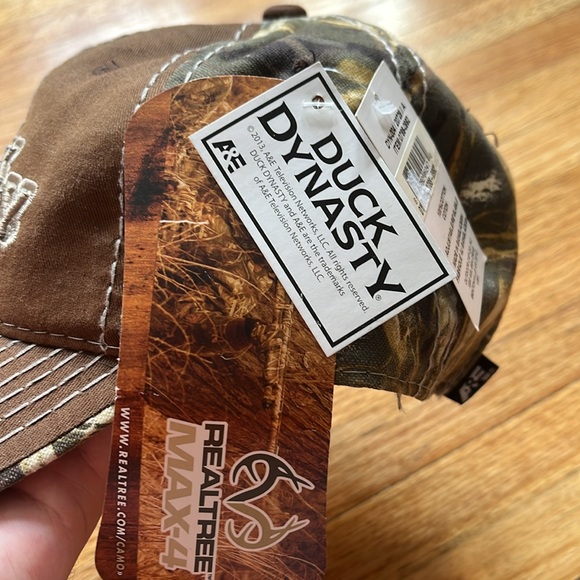 DUCK
DYNASTY®
A&E
© 2013, A&E Television Networks, LLC. All rights reserved.
DUCK DYNASTY and A&E are the trademarks
of A&E Television Networks, LLC.
REALTREE™
MAX-4
WWW.REALTREE.COM/CAMO»
A&E